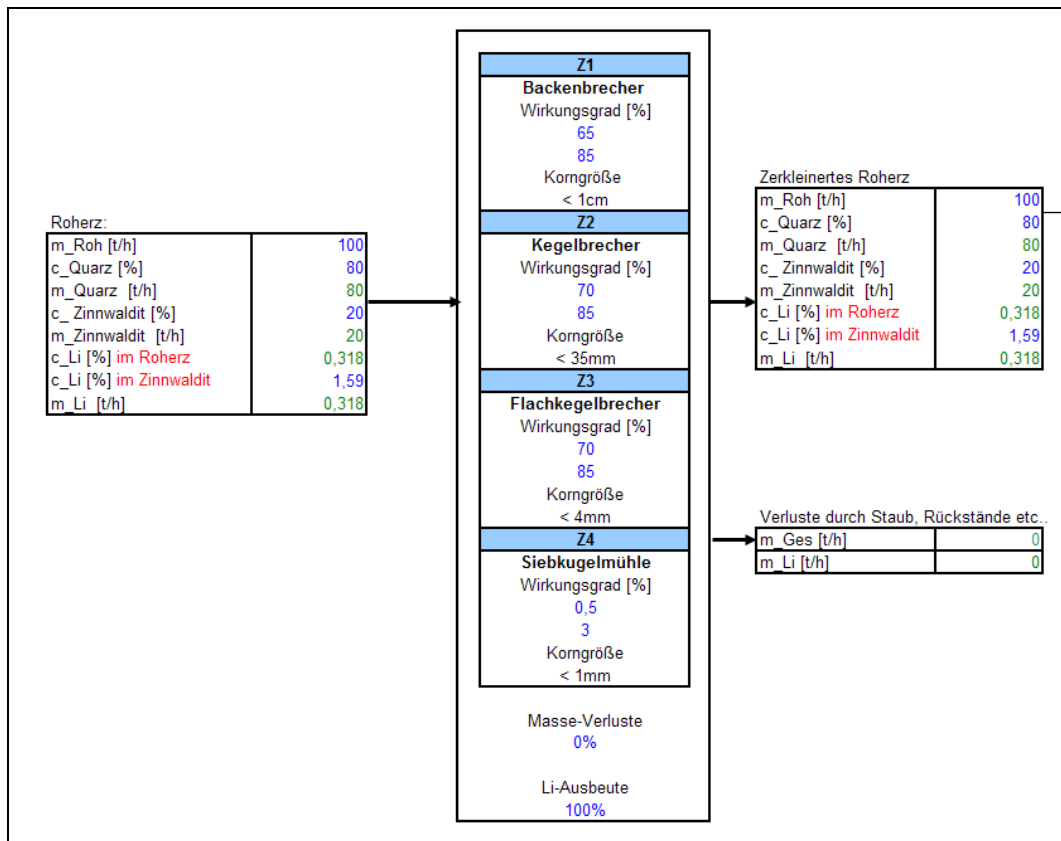 Roherz:
m_Roh [t/h] 100
c_Quarz [%] 80
m_Quarz [t/h] 80
c_ Zinnwaldit [%] 20
m_Zinnwaldit [t/h] 20
c_Li [%] im Roherz 0,318
c_Li [%] im Zinnwaldit 1,59
m_Li [t/h] 0,318
Z1
Backenbrecher
Wirkungsgrad [%]
65
85
Korngröße
< 1cm
Z2
Kegelbrecher
Wirkungsgrad [%]
70
85
Korngröße
< 35mm
Z3
Flachkegelbrecher
Wirkungsgrad [%]
70
85
Korngröße
< 4mm
Z4
Siebkugelmühle
Wirkungsgrad [%]
0,5
3
Korngröße
< 1mm
Masse-Verluste
0%
Li-Ausbeute
100%
Zerkleinertes Roherz
m_Roh [t/h] 100
c_Quarz [%] 80
m_Quarz [t/h] 80
c_ Zinnwaldit [%] 20
m_Zinnwaldit [t/h] 20
c_Li [%] im Roherz 0,318
c_Li [%] im Zinnwaldit 1,59
m_Li [t/h] 0,318
Verluste durch Staub, Rückstände etc..
m_Ges [t/h] 0
m_Li [t/h] 0